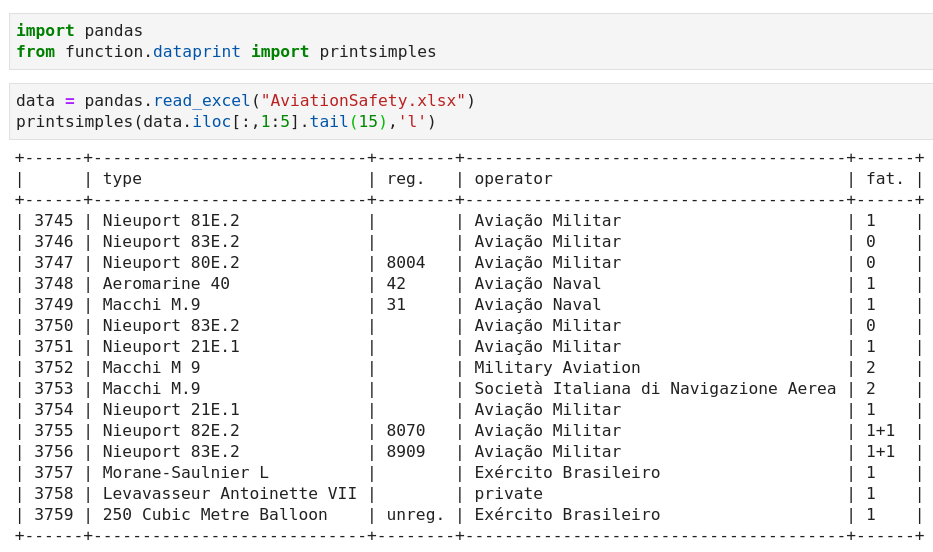 import pandas
from function.dataprint import printsimples
data = pandas.read_excel("AviationSafety.xlsx")
printsimples(data.iloc[:,1:5].tail(15),'l')
+------+----------------------------+--------+---------------------------------------+------+
|      | type                       | reg.   | operator                              | fat. |
+------+----------------------------+--------+---------------------------------------+------+
| 3745 | Nieuport 81E.2             |        | Aviação Militar                       | 1    |
| 3746 | Nieuport 83E.2             |        | Aviação Militar                       | 0    |
| 3747 | Nieuport 80E.2             | 8004   | Aviação Militar                       | 0    |
| 3748 | Aeromarine 40              | 42     | Aviação Naval                         | 1    |
| 3749 | Macchi M.9                 | 31     | Aviação Naval                         | 1    |
| 3750 | Nieuport 83E.2             |        | Aviação Militar                       | 0    |
| 3751 | Nieuport 21E.1             |        | Aviação Militar                       | 1    |
| 3752 | Macchi M 9                 |        | Military Aviation                     | 2    |
| 3753 | Macchi M.9                 |        | Società Italiana di Navigazione Aerea | 2    |
| 3754 | Nieuport 21E.1             |        | Aviação Militar                       | 1    |
| 3755 | Nieuport 82E.2             | 8070   | Aviação Militar                       | 1+1  |
| 3756 | Nieuport 83E.2             | 8909   | Aviação Militar                       | 1+1  |
| 3757 | Morane-Saulnier L          |        | Exército Brasileiro                   | 1    |
| 3758 | Levavasseur Antoinette VII |        | private                               | 1    |
| 3759 | 250 Cubic Metre Balloon    | unreg. | Exército Brasileiro                   | 1    |
+------+----------------------------+--------+---------------------------------------+------+